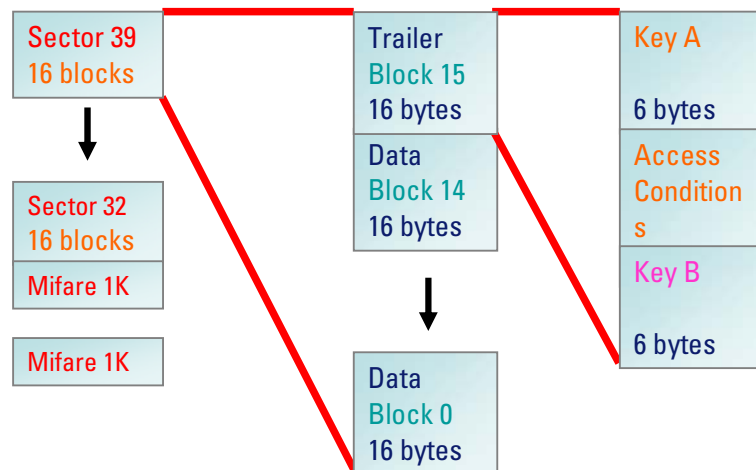 Sector 39
16 blocks
Sector 32
16 blocks
Mifare 1K
Mifare 1K
Trailer
Block 15
16 bytes
Data
Block 14
16 bytes
Data
Block 0
16 bytes
Key A
6 bytes
Access
Condition
s
Key B
6 bytes